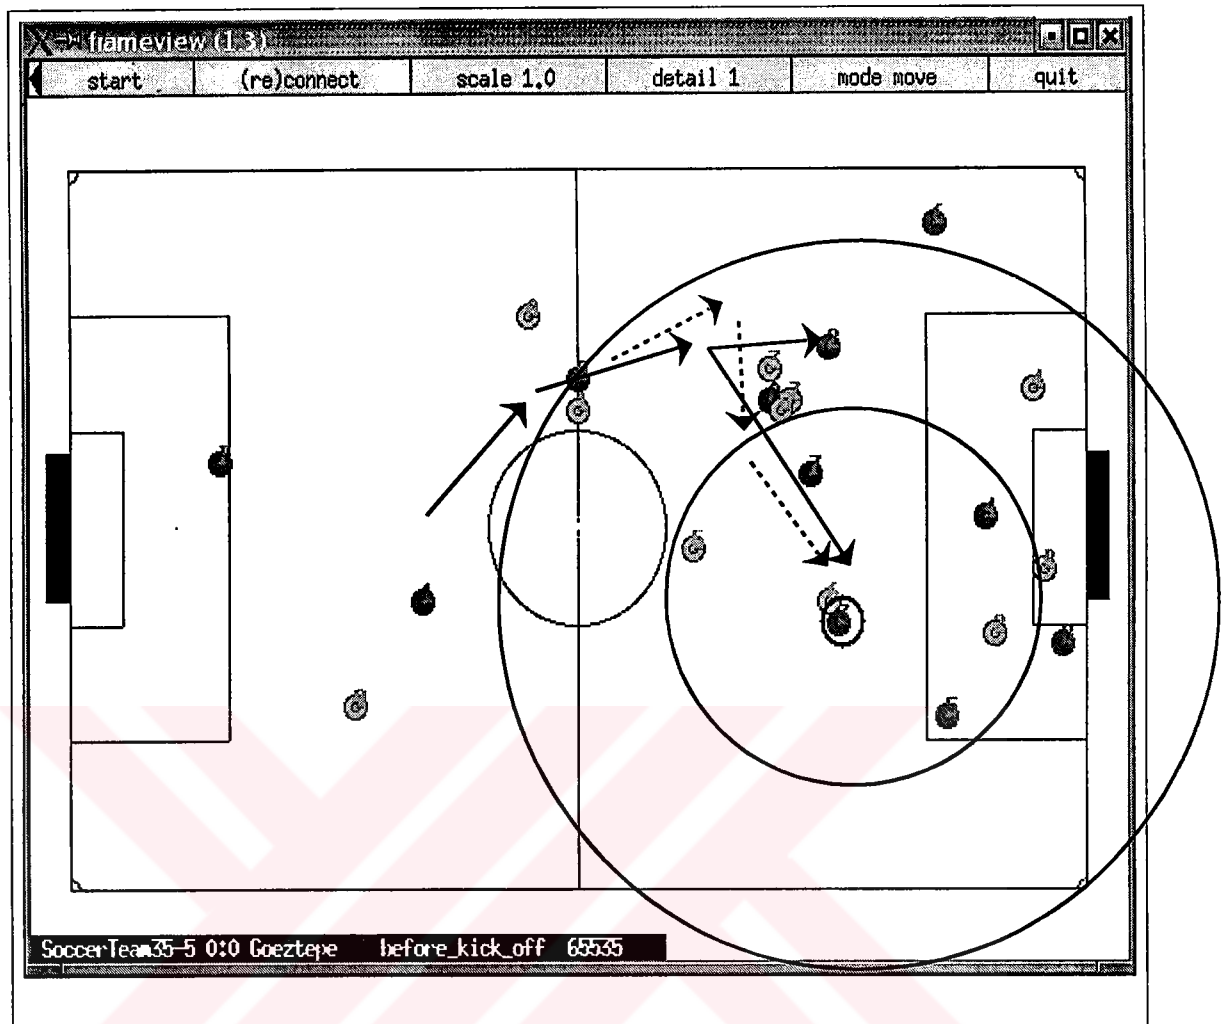 frameview (1.3)
start (re)connect scale 1.0 detail 1 mode move quit
SoccerTeam35-5 0:0 Goeztepe before_kick_off 65535